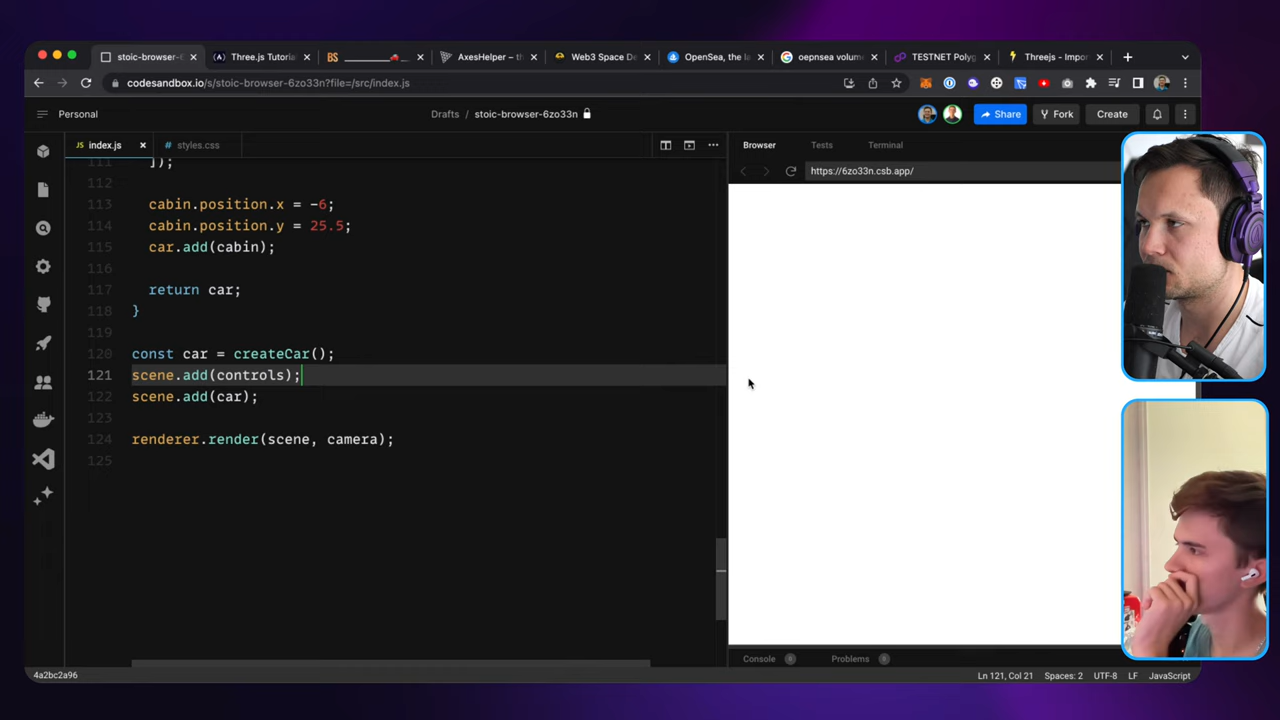 stoic-browser-6
Three.js Tutoria
BS ________🚗_
AxesHelper – th
Web3 Space De
OpenSea, the la
oepnsea volum
TESTNET Polyg
Threejs - Impor
codesandbox.io/s/stoic-browser-6zo33n?file=/src/index.js
Personal
Drafts / stoic-browser-6zo33n
Share
Fork
Create
JS index.js
# styles.css
Browser
Tests
Terminal
https://6zo33n.csb.app/
111 ]);
112
113 cabin.position.x = -6;
114 cabin.position.y = 25.5;
115 car.add(cabin);
116
117 return car;
118 }
119
120 const car = createCar();
121 scene.add(controls);
122 scene.add(car);
123
124 renderer.render(scene, camera);
125
Console
Problems
4a2bc2a96
Ln 121, Col 21
Spaces: 2
UTF-8
LF
JavaScript